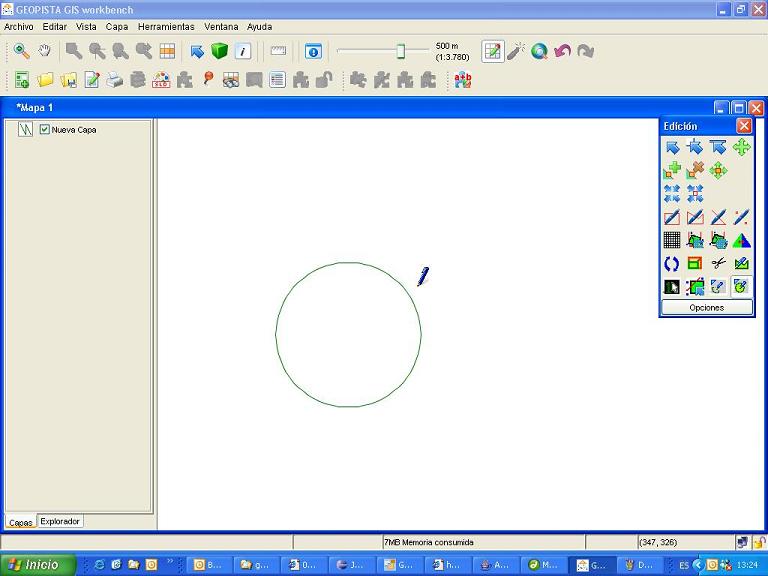 GEOPISTA GIS workbench
Archivo Editar Vista Capa Herramientas Ventana Ayuda
500 m
(1:3.780)
SLD
*Mapa 1
Nueva Capa
Edición
Opciones
Capas Explorador
7MB Memoria consumida (347, 326)
Inicio B... g... 0... J... G... h... A... M... G... D... ES 13:24